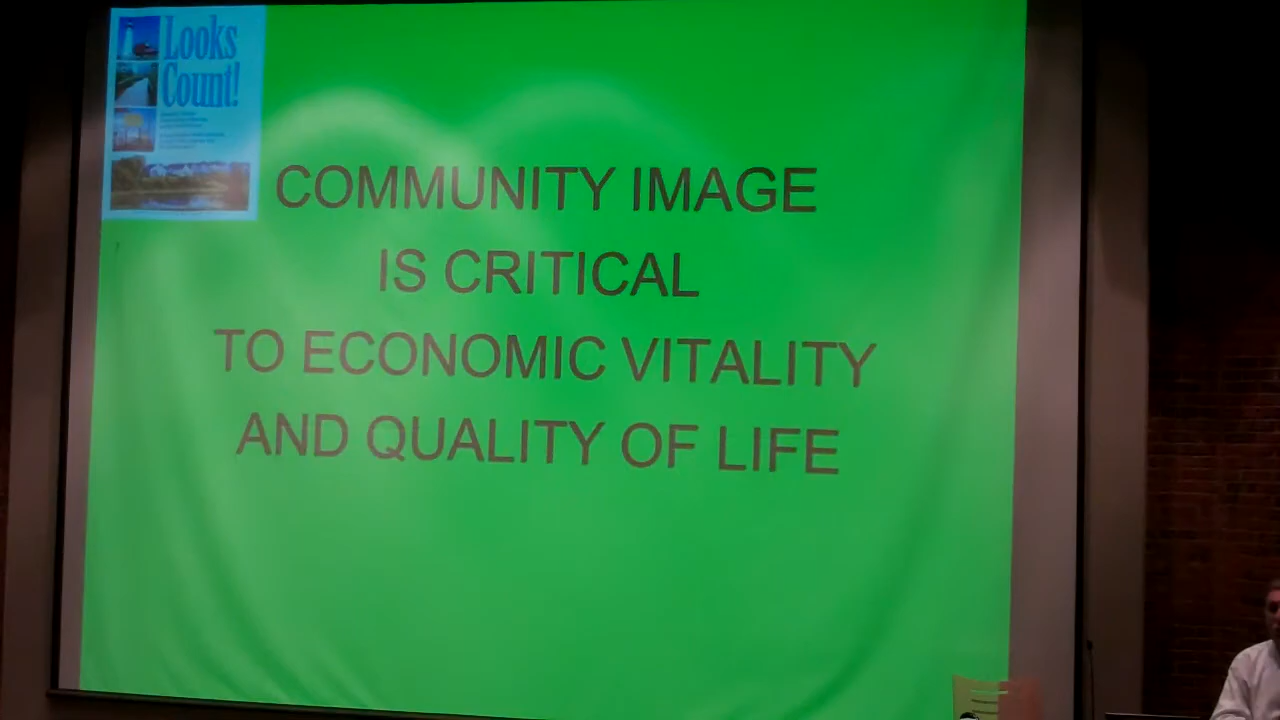 Looks
Count!
COMMUNITY IMAGE
IS CRITICAL
TO ECONOMIC VITALITY
AND QUALITY OF LIFE